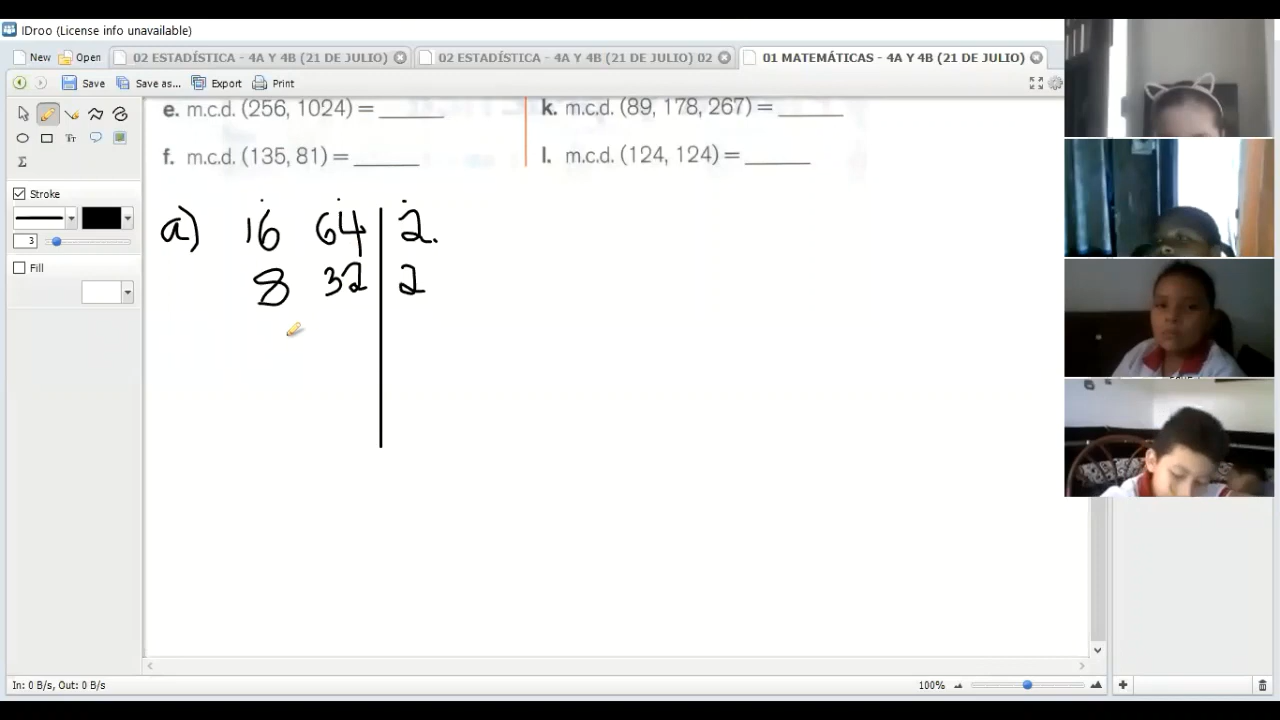 IDroo (License info unavailable)
New Open 02 ESTADÍSTICA - 4A Y 4B (21 DE JULIO) 02 ESTADÍSTICA - 4A Y 4B (21 DE JULIO) 02 01 MATEMÁTICAS - 4A Y 4B (21 DE JULIO)
Save Save as... Export Print
Tr
Σ
Stroke
3
Fill
e. m.c.d. (256, 1024) = ______
f. m.c.d. (135, 81) = ______
k. m.c.d. (89, 178, 267) = ______
l. m.c.d. (124, 124) = ______
a) 16 64 2.
8 32 2
In: 0 B/s, Out: 0 B/s 100%